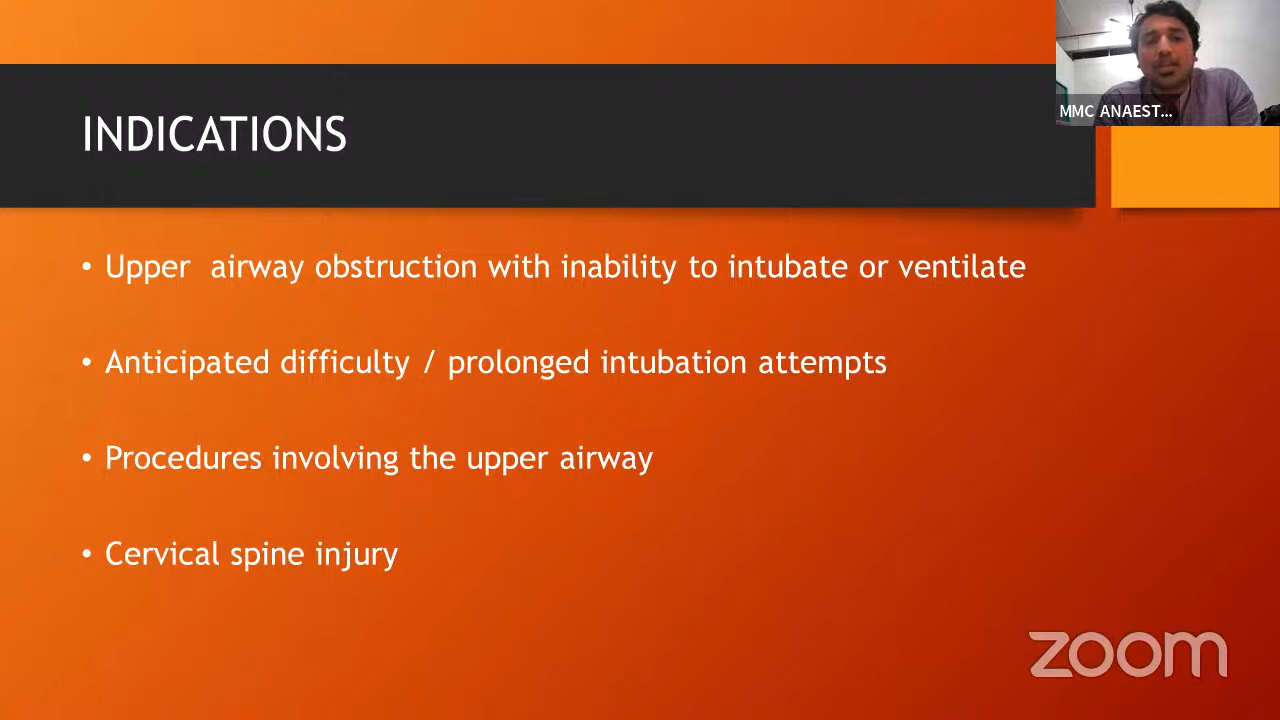 INDICATIONS
MMC ANAEST...
• Upper airway obstruction with inability to intubate or ventilate
• Anticipated difficulty / prolonged intubation attempts
• Procedures involving the upper airway
• Cervical spine injury
zoom